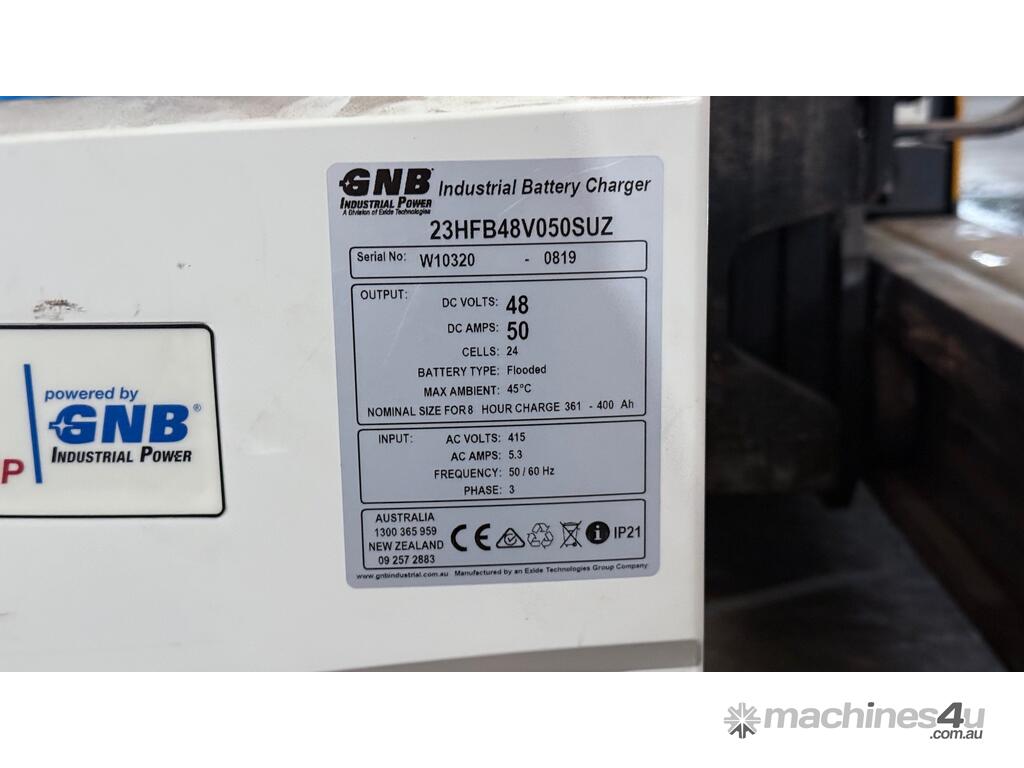 GNB® Industrial Battery Charger
INDUSTRIAL POWER
A Division of Exide Technologies
23HFB48V050SUZ
Serial No: W10320 - 0819
OUTPUT: DC VOLTS: 48
DC AMPS: 50
CELLS: 24
BATTERY TYPE: Flooded
MAX AMBIENT: 45°C
NOMINAL SIZE FOR 8 HOUR CHARGE 361 - 400 Ah
INPUT: AC VOLTS: 415
AC AMPS: 5.3
FREQUENCY: 50 / 60 Hz
PHASE: 3
AUSTRALIA
1300 365 959
NEW ZEALAND
09 257 2883
CE IP21
www.gnbindustrial.com.au Manufactured by an Exide Technologies Group Company
P
powered by
GNB®
INDUSTRIAL POWER
machines4u
.com.au